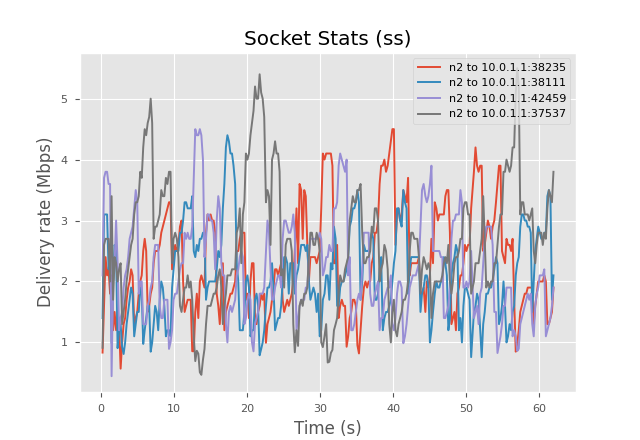 Socket Stats (ss)
n2 to 10.0.1.1:38235
n2 to 10.0.1.1:38111
n2 to 10.0.1.1:42459
n2 to 10.0.1.1:37537
Delivery rate (Mbps)
5
4
3
2
1
0 10 20 30 40 50 60
Time (s)